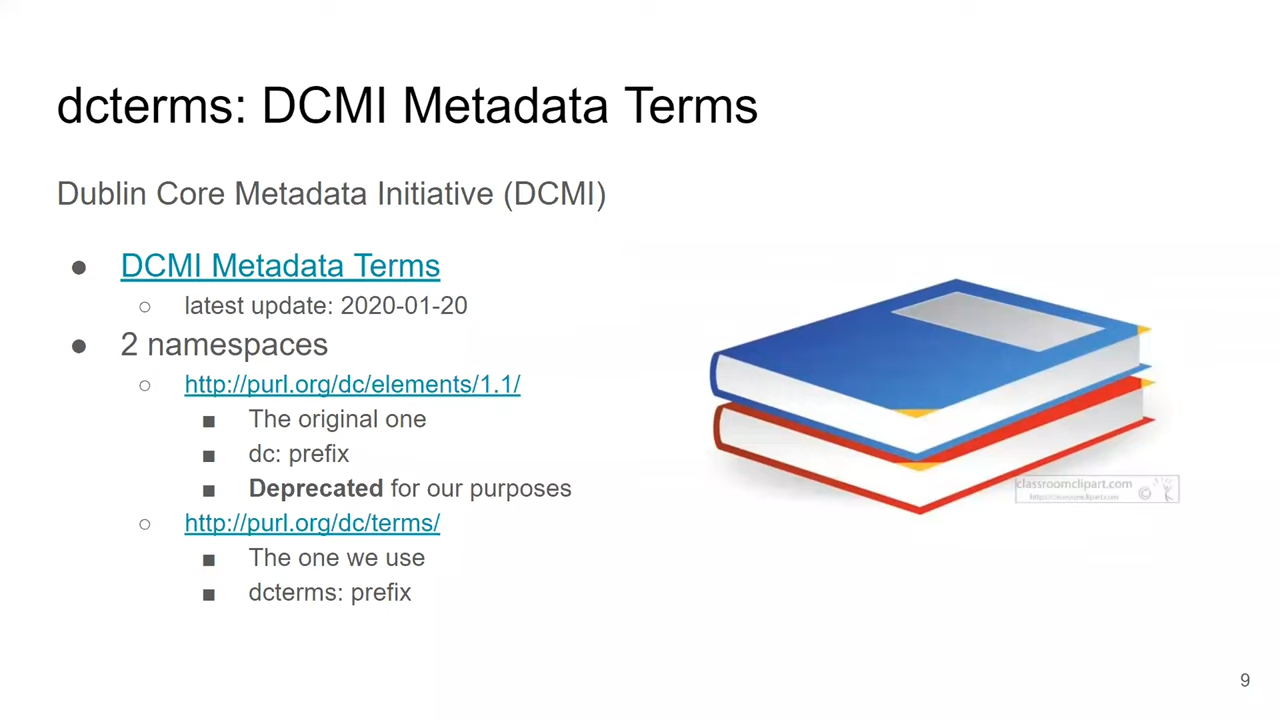 dcterms: DCMI Metadata Terms
Dublin Core Metadata Initiative (DCMI)
● DCMI Metadata Terms
○ latest update: 2020-01-20
● 2 namespaces
○ http://purl.org/dc/elements/1.1/
■ The original one
■ dc: prefix
■ Deprecated for our purposes
○ http://purl.org/dc/terms/
■ The one we use
■ dcterms: prefix
classroomclipart.com
©
9